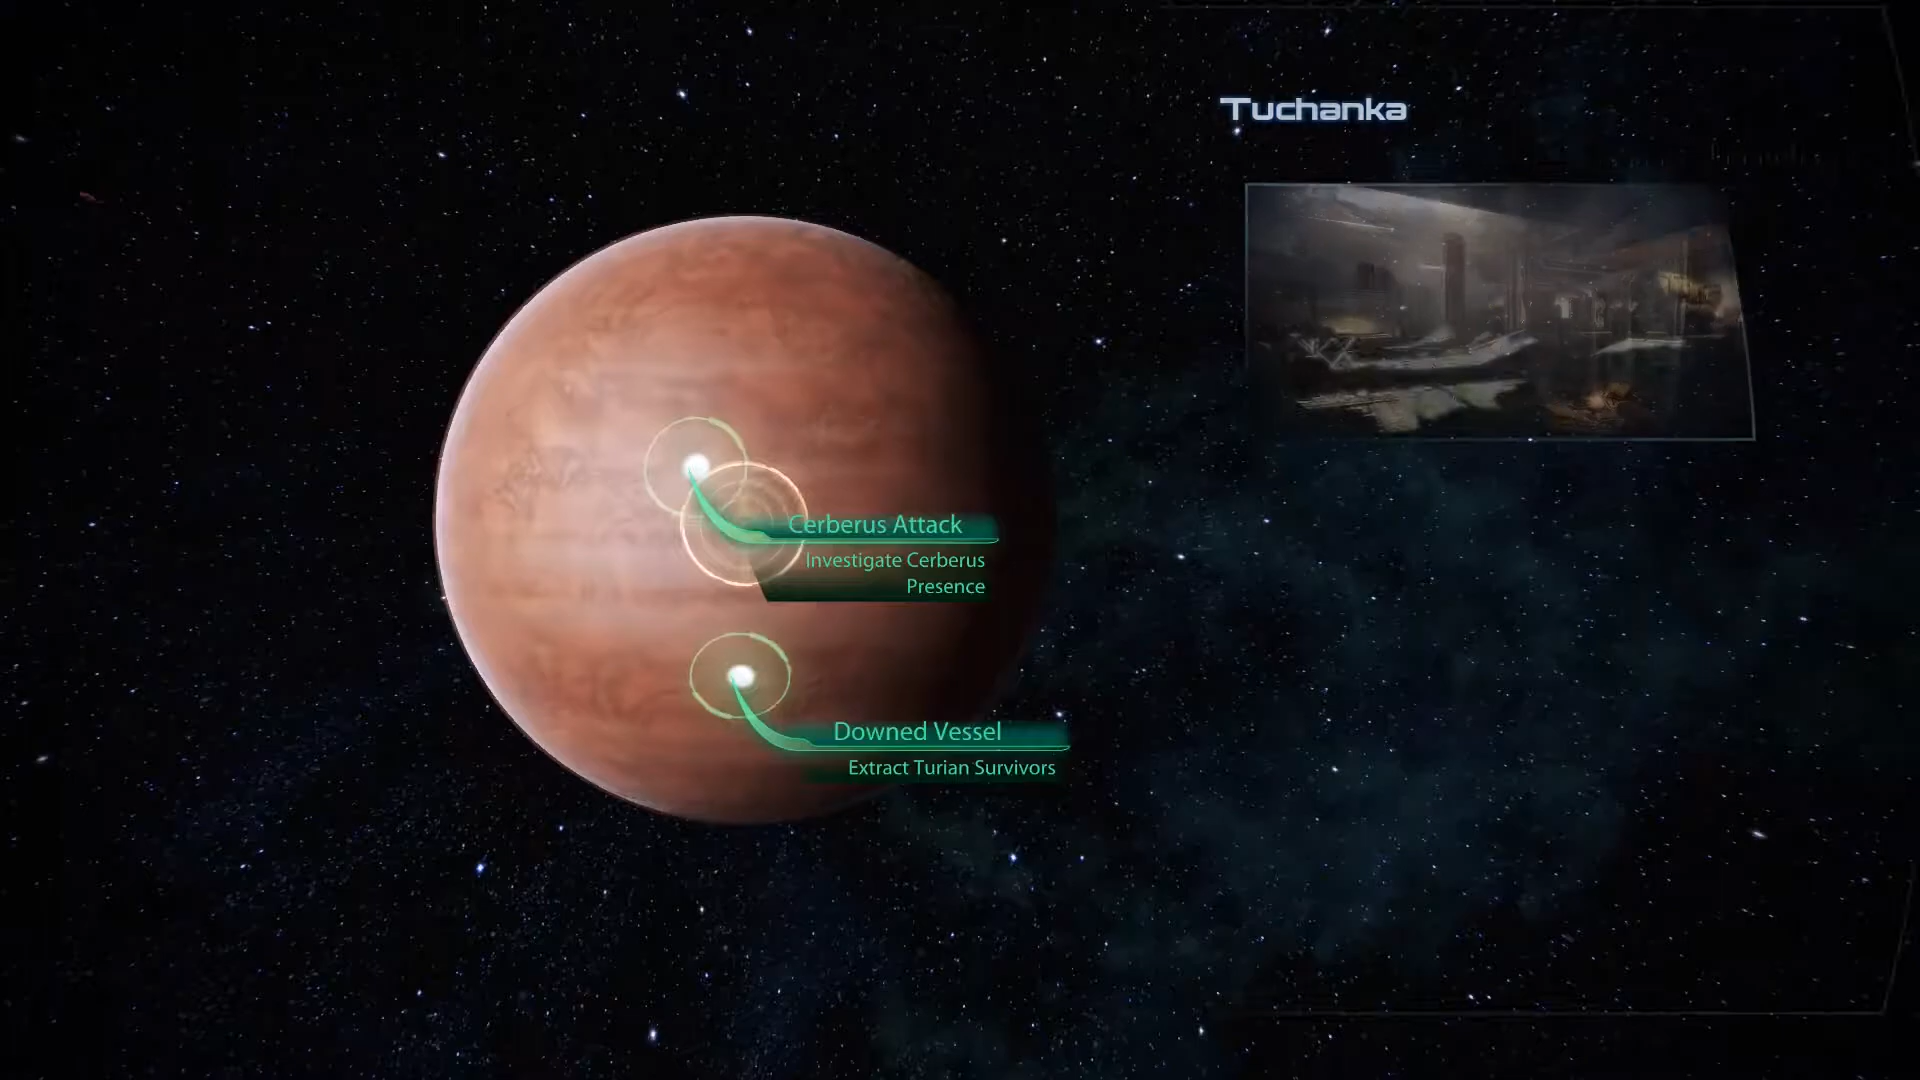 Tuchanka
Cerberus Attack
Investigate Cerberus
Presence
Downed Vessel
Extract Turian Survivors